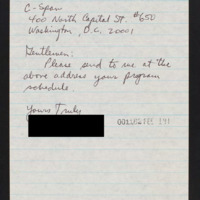 C-Span
400 North Capital St. #650
Washington, D.C. 20001
Gentlemen:
Please send to me at the
above address your program
schedule.
Yours Truly